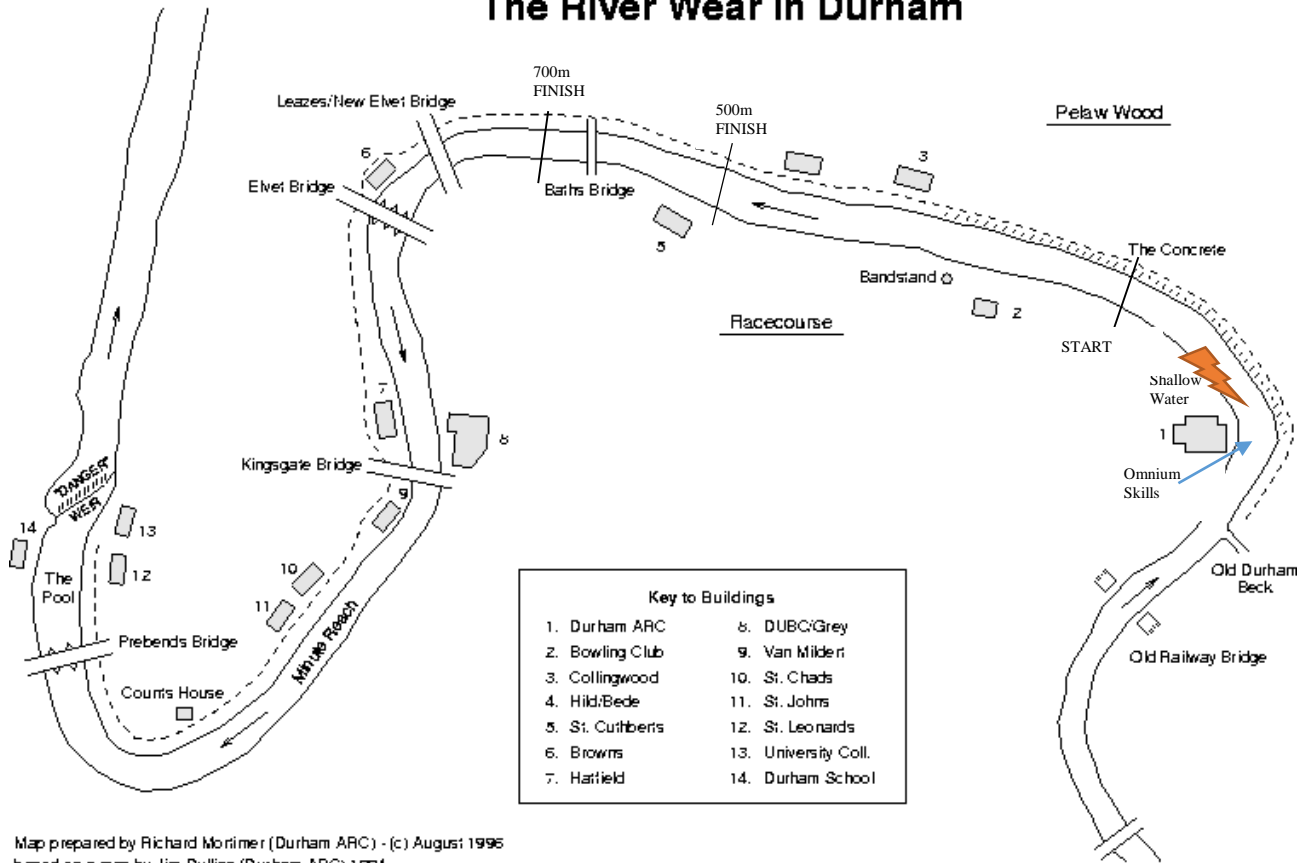 The River Wear in Durham
700m
FINISH
Leazes/New Elvet Bridge
500m
FINISH
Pelaw Wood
6
3
Elvet Bridge
Baths Bridge
5
The Concrete
Bandstand
2
Racecourse
START
Shallow
Water
7
8
1
Kingsgate Bridge
"DANGER"
WEIR
9
Omnium
Skills
14
13
10
12
The
Pool
11
Old Durham
Beck
Minute Reach
Prebends Bridge
Old Railway Bridge
Counts House
Key to Buildings
1. Durham ARC
2. Bowling Club
3. Collingwood
4. Hild/Bede
5. St. Cuthberts
6. Browns
7. Hatfield
8. DUBC/Grey
9. Van Mildert
10. St. Chads
11. St. Johns
12. St. Leonards
13. University Coll.
14. Durham School
Map prepared by Richard Mortimer (Durham ARC) - (c) August 1996